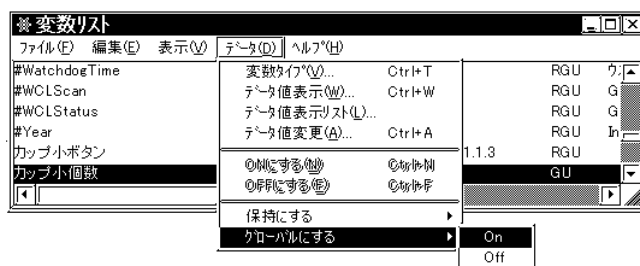 変数リスト
ファイル(F) 編集(E) 表示(V) データ(D) ヘルプ(H)
#WatchdogTime RGU
#WCLScan RGU G
#WCLStatus RGU G
#Year RGU In
カップ小ボタン 1.1.3 RGU
カップ小個数 GU
変数タイプ(V)... Ctrl+T
データ値表示(W)... Ctrl+W
データ値表示リスト(L)...
データ値変更(A)... Ctrl+A
ONにする(N) Ctrl+N
OFFにする(F) Ctrl+F
保持にする
グローバルにする
On
Off